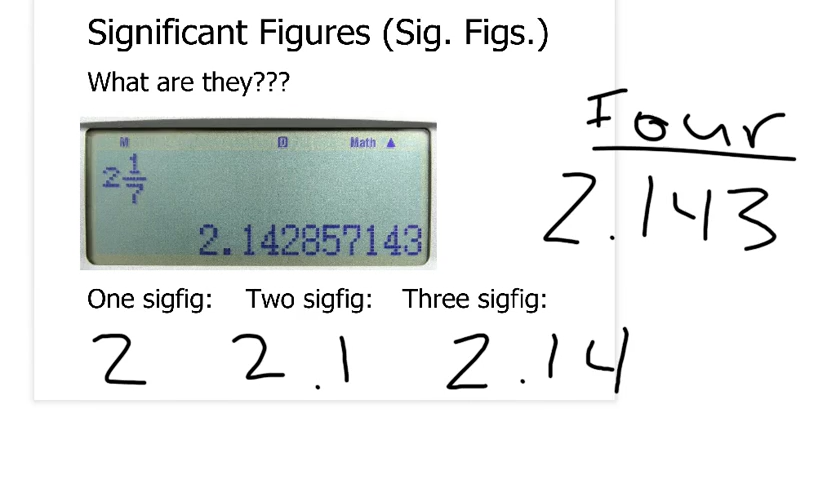 Significant Figures (Sig. Figs.)
What are they???
M D Math ▲
2 1/7
2.142857143
Four
2.143
One sigfig: Two sigfig: Three sigfig:
2 2.1 2.14